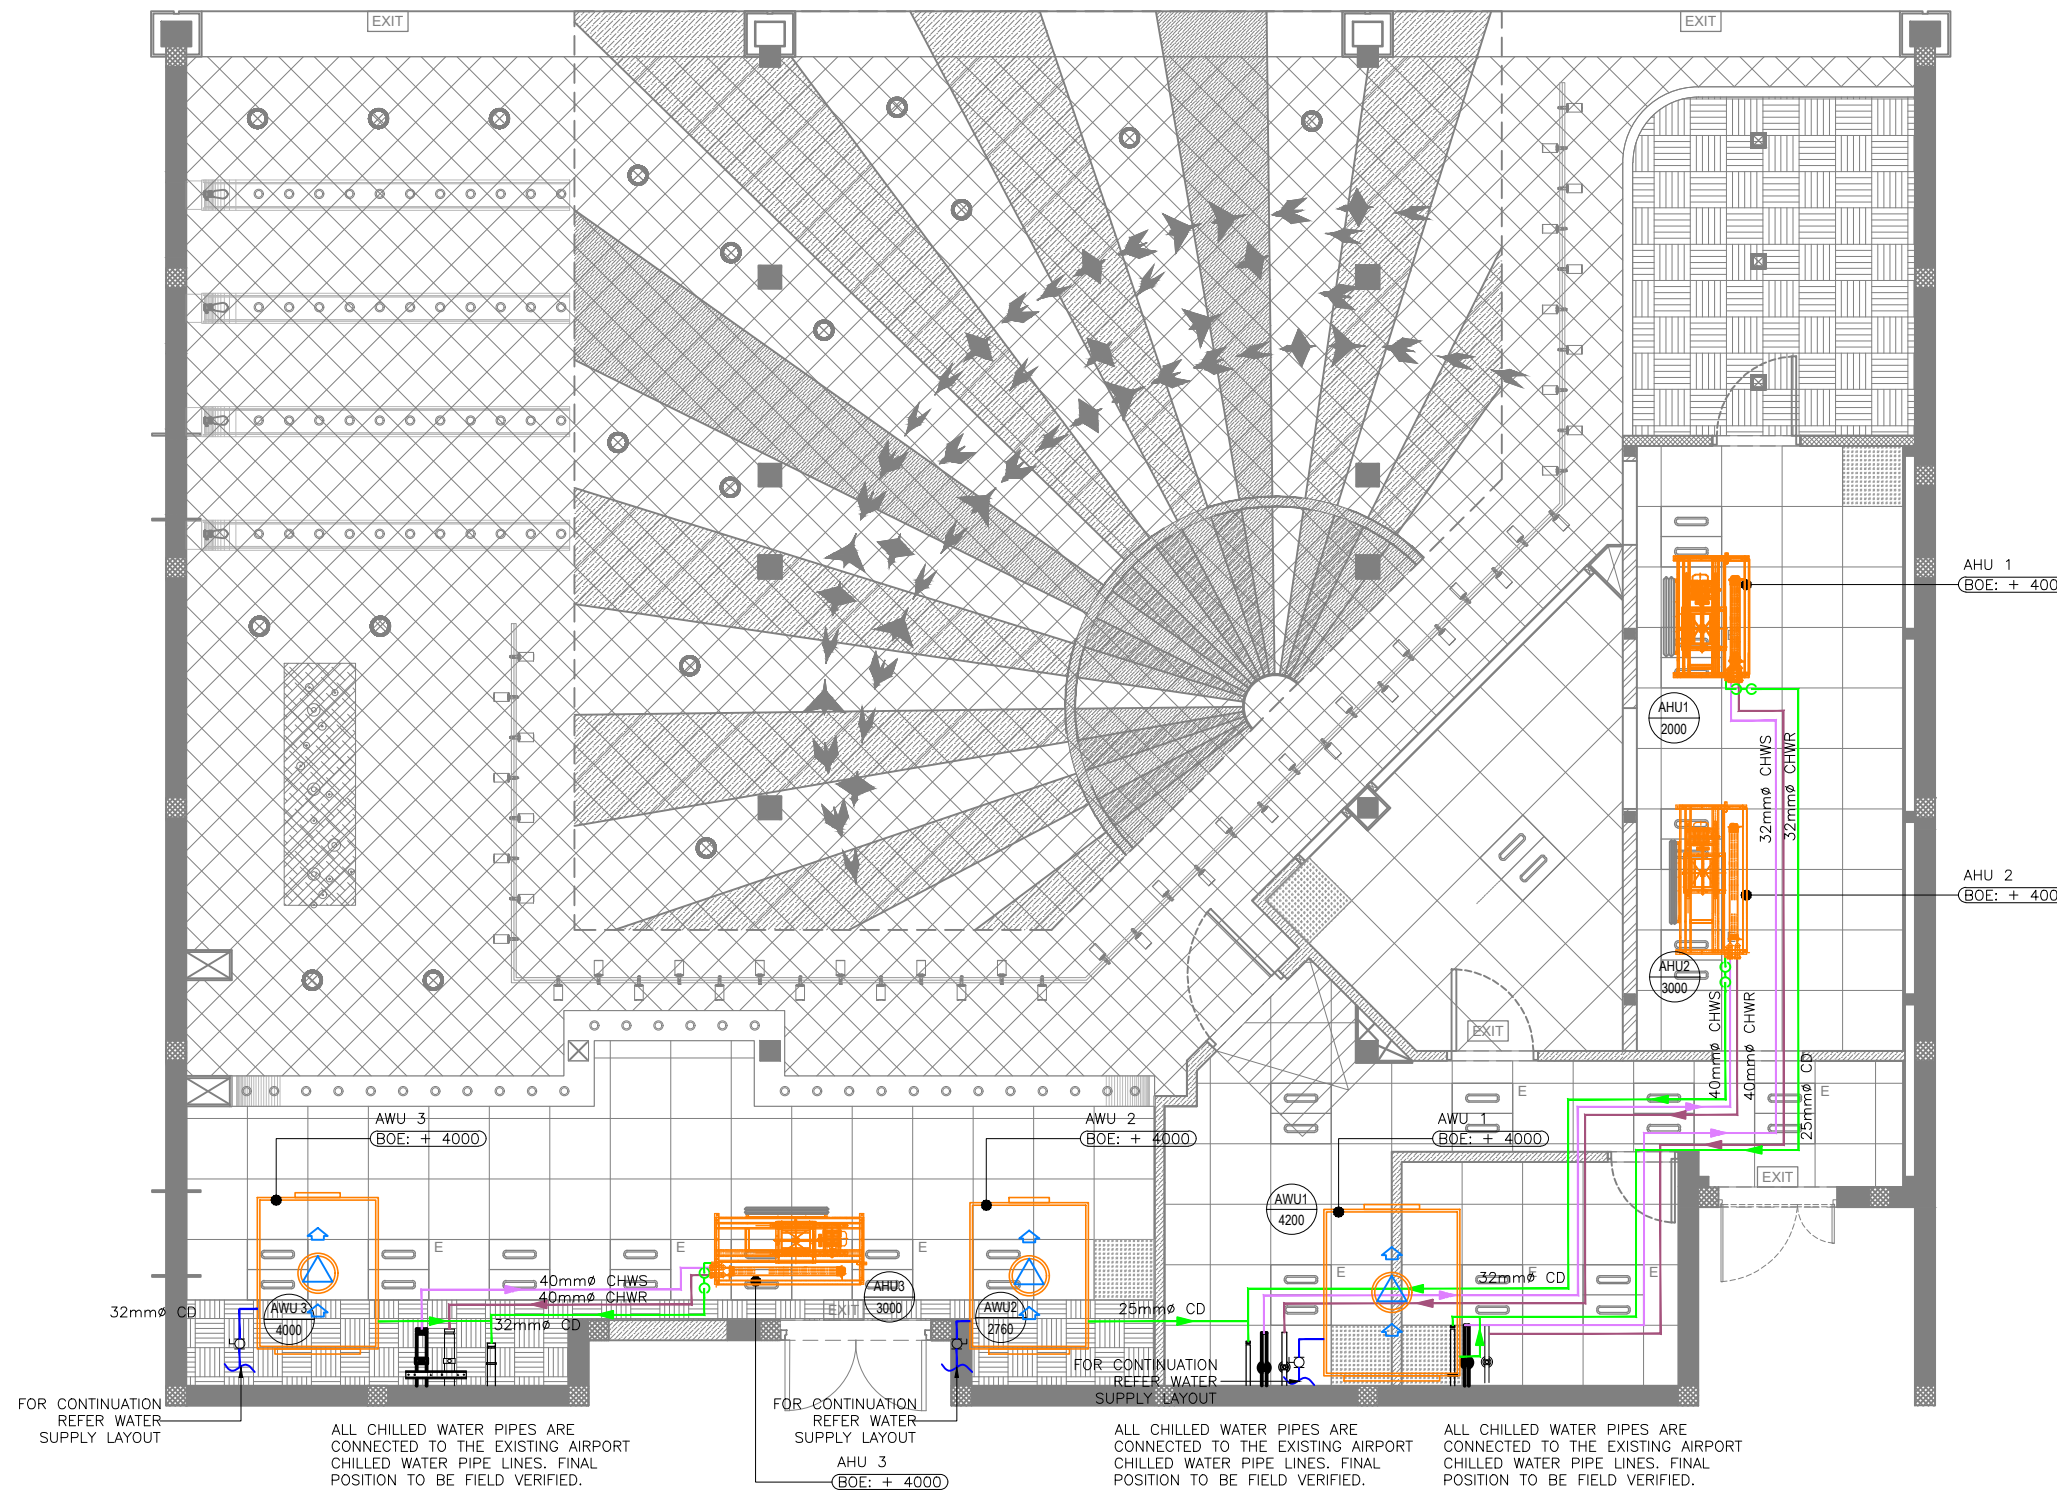 EXIT
EXIT
AHU 1
BOE: + 400
AHU1
2000
32mmø CHWS
32mmø CHWR
AHU 2
BOE: + 400
AHU2
3000
40mmø CHWS
40mmø CHWR
25mmø CD
EXIT
E
E
AWU 3
BOE: + 4000
AWU 2
BOE: + 4000
AWU 1
BOE: + 4000
EXIT
AWU1
4200
E
E
E
E
E
40mmø CHWS
40mmø CHWR
32mmø CD
AHU3
3000
EXIT
32mmø CD
AWU 3
4000
32mmø CD
AWU2
2760
25mmø CD
FOR CONTINUATION
REFER WATER
SUPPLY LAYOUT
FOR CONTINUATION
REFER WATER
SUPPLY LAYOUT
FOR CONTINUATION
REFER WATER
SUPPLY LAYOUT
ALL CHILLED WATER PIPES ARE
CONNECTED TO THE EXISTING AIRPORT
CHILLED WATER PIPE LINES. FINAL
POSITION TO BE FIELD VERIFIED.
AHU 3
BOE: + 4000
ALL CHILLED WATER PIPES ARE
CONNECTED TO THE EXISTING AIRPORT
CHILLED WATER PIPE LINES. FINAL
POSITION TO BE FIELD VERIFIED.
ALL CHILLED WATER PIPES ARE
CONNECTED TO THE EXISTING AIRPORT
CHILLED WATER PIPE LINES. FINAL
POSITION TO BE FIELD VERIFIED.